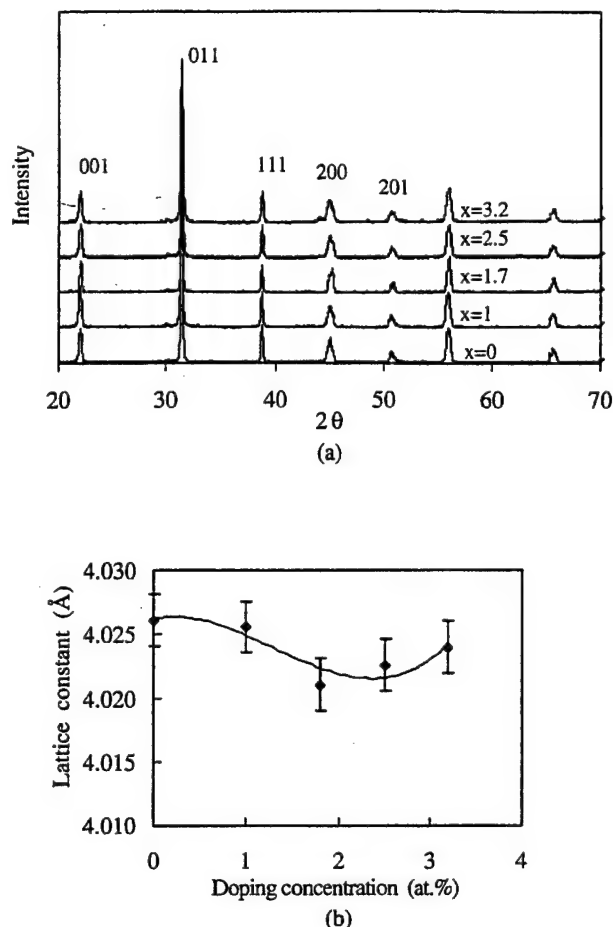 Intensity
001
011
111
200
201
x=3.2
x=2.5
x=1.7
x=1
x=0
20
30
40
50
60
70
2θ
(a)
Lattice constant (Å)
4.030
4.025
4.020
4.015
4.010
0
1
2
3
4
Doping concentration (at.%)
(b)